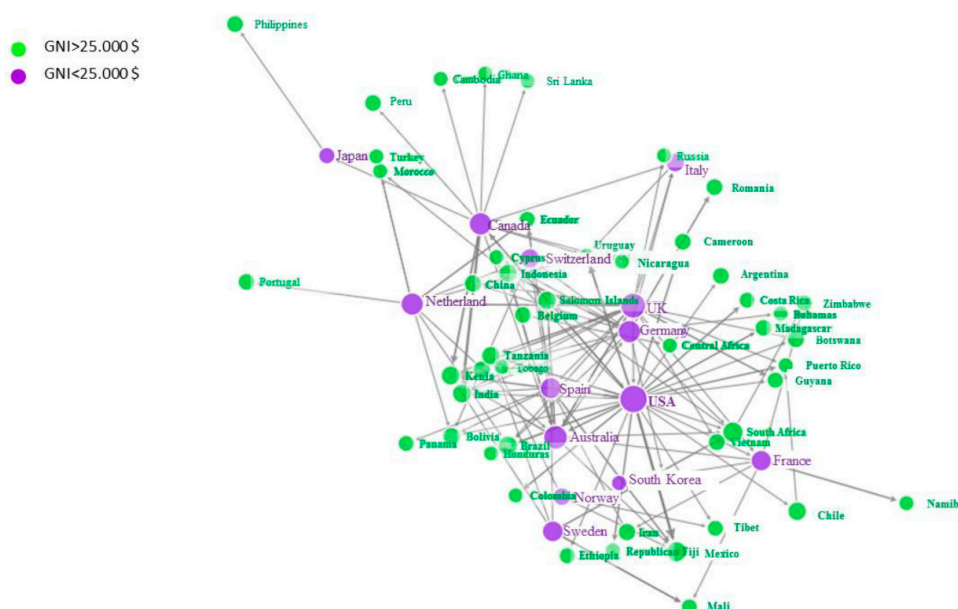 Philippines
GNI>25.000 $
GNI<25.000 $
Cambodia
Ghana
Sri Lanka
Peru
Japan
Turkey
Morocco
Russia
Italy
Romania
Canada
Ecuador
Cameroon
Uruguay
Cyprus
Switzerland
Nicaragua
Indonesia
Argentina
Portugal
China
Netherland
Solomon Islands
UK
Costa Rica
Zimbabwe
Belgium
Bahamas
Germany
Madagascar
Botswana
Central Africa
Tanzania
Tobago
Puerto Rico
Kenia
Guyana
India
Spain
USA
South Africa
Bolivia
Australia
Vietnam
Panama
Brazil
Honduras
France
South Korea
Colombia
Norway
Namib
Chile
Sweden
Iran
Tibet
Ethiopia
Republican Fiji
Mexico
Mali